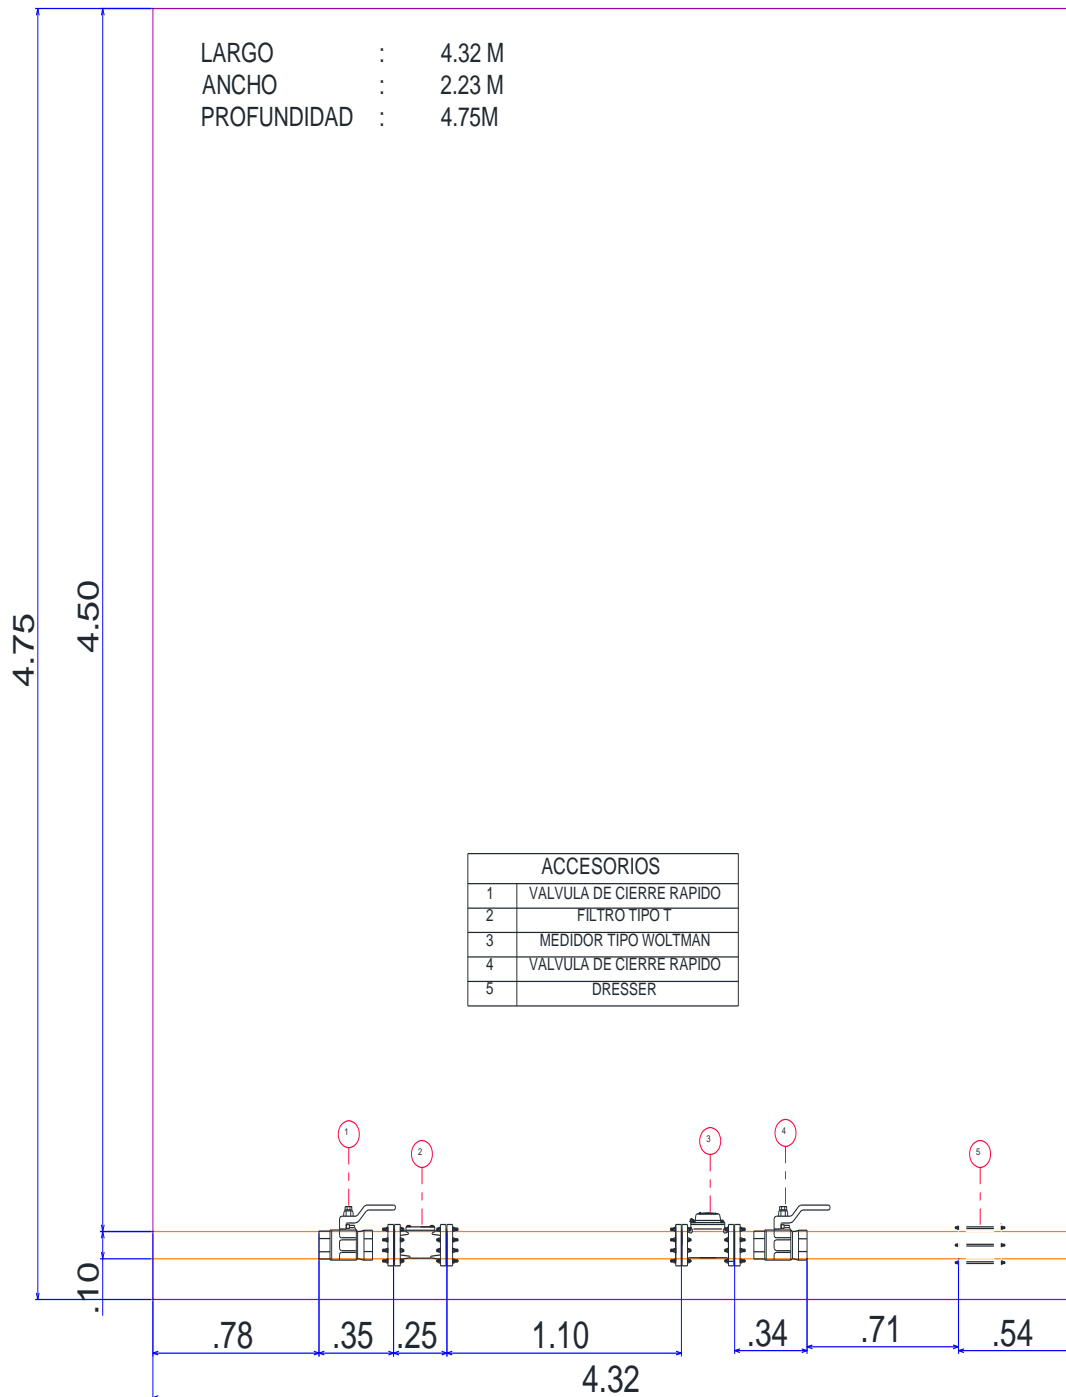 LARGO : 4.32 M
ANCHO : 2.23 M
PROFUNDIDAD : 4.75M
4.75
4.50
ACCESORIOS
1 VALVULA DE CIERRE RAPIDO
2 FILTRO TIPO T
3 MEDIDOR TIPO WOLTMAN
4 VALVULA DE CIERRE RAPIDO
5 DRESSER
1
2
3
4
5
.10
.78
.35
.25
1.10
.34
.71
.54
4.32